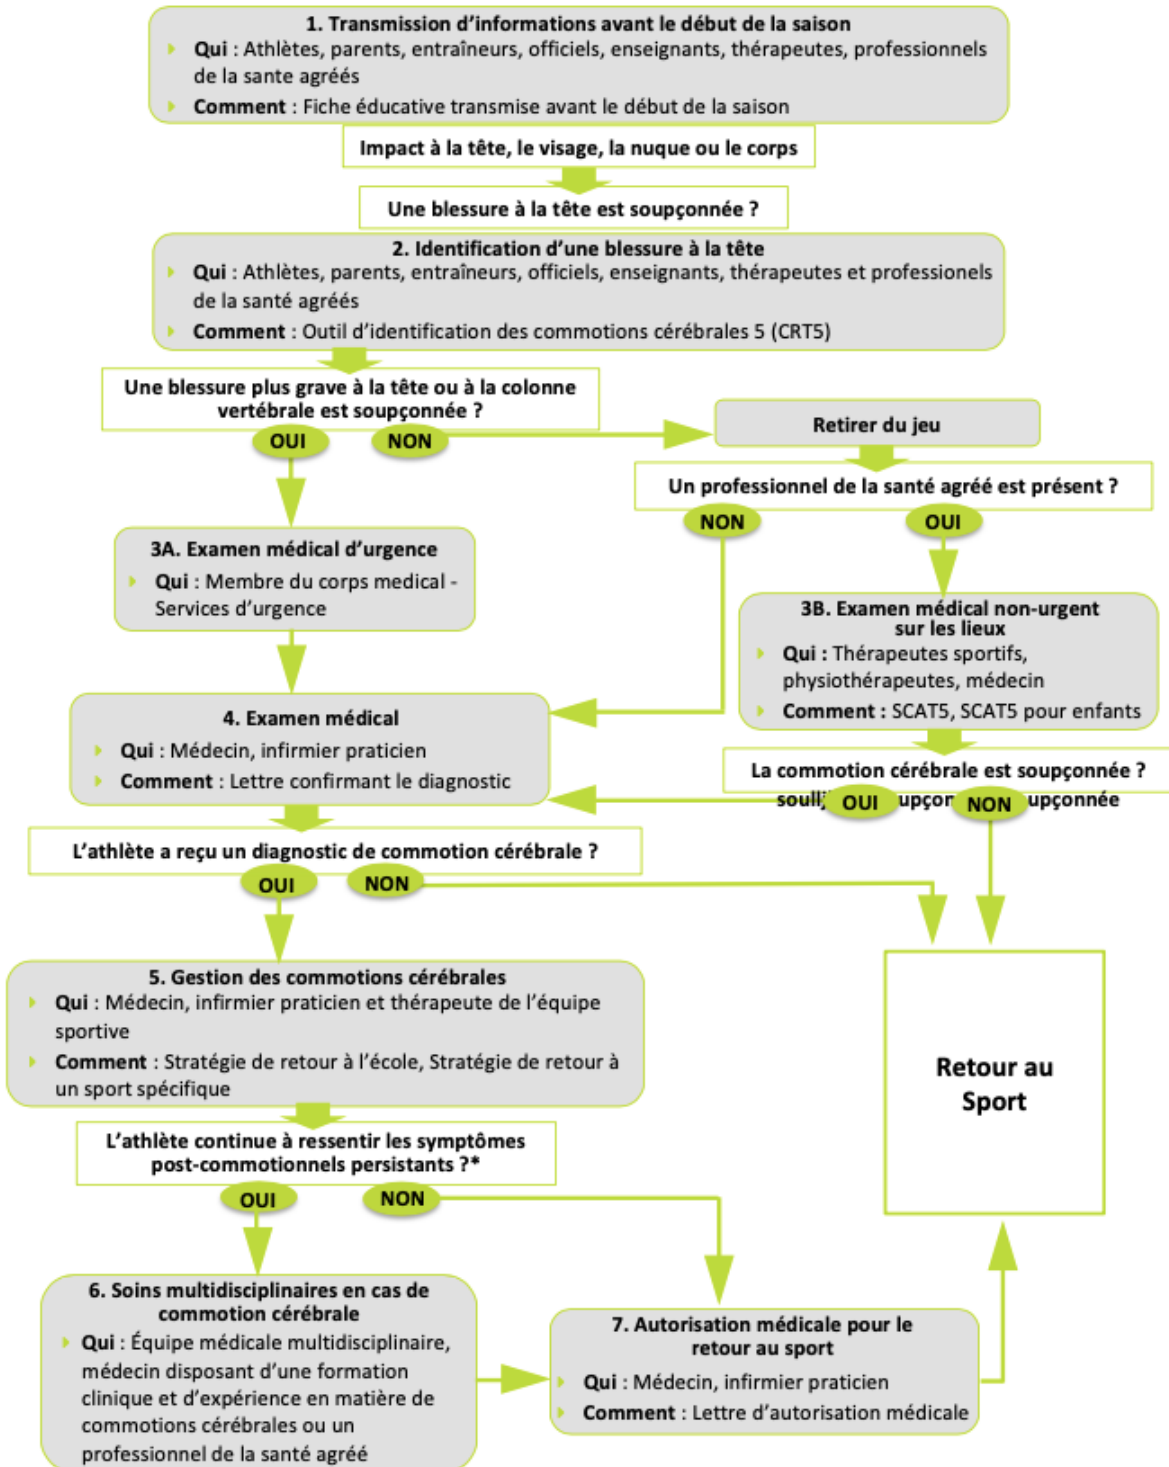 1. Transmission d'informations avant le début de la saison
Qui : Athlètes, parents, entraîneurs, officiels, enseignants, thérapeutes, professionnels
de la sante agréés
Comment : Fiche éducative transmise avant le début de la saison
Impact à la tête, le visage, la nuque ou le corps
Une blessure à la tête est soupçonnée ?
2. Identification d'une blessure à la tête
Qui : Athlètes, parents, entraîneurs, officiels, enseignants, thérapeutes et professionels
de la santé agréés
Comment : Outil d'identification des commotions cérébrales 5 (CRT5)
Une blessure plus grave à la tête ou à la colonne
vertébrale est soupçonnée ?
OUI
NON
Retirer du jeu
Un professionnel de la santé agréé est présent ?
NON
OUI
3A. Examen médical d'urgence
Qui : Membre du corps medical -
Services d'urgence
3B. Examen médical non-urgent
sur les lieux
Qui : Thérapeutes sportifs,
physiothérapeutes, médecin
Comment : SCAT5, SCAT5 pour enfants
4. Examen médical
Qui : Médecin, infirmier praticien
Comment : Lettre confirmant le diagnostic
La commotion cérébrale est soupçonnée ?
OUI
NON
upçonnée
L'athlète a reçu un diagnostic de commotion cérébrale ?
OUI
NON
5. Gestion des commotions cérébrales
Qui : Médecin, infirmier praticien et thérapeute de l'équipe
sportive
Comment : Stratégie de retour à l'école, Stratégie de retour à
un sport spécifique
Retour au
Sport
L'athlète continue à ressentir les symptômes
post-commotionnels persistants ?*
OUI
NON
6. Soins multidisciplinaires en cas de
commotion cérébrale
Qui : Équipe médicale multidisciplinaire,
médecin disposant d'une formation
clinique et d'expérience en matière de
commotions cérébrales ou un
professionnel de la santé agréé
7. Autorisation médicale pour le
retour au sport
Qui : Médecin, infirmier praticien
Comment : Lettre d'autorisation médicale